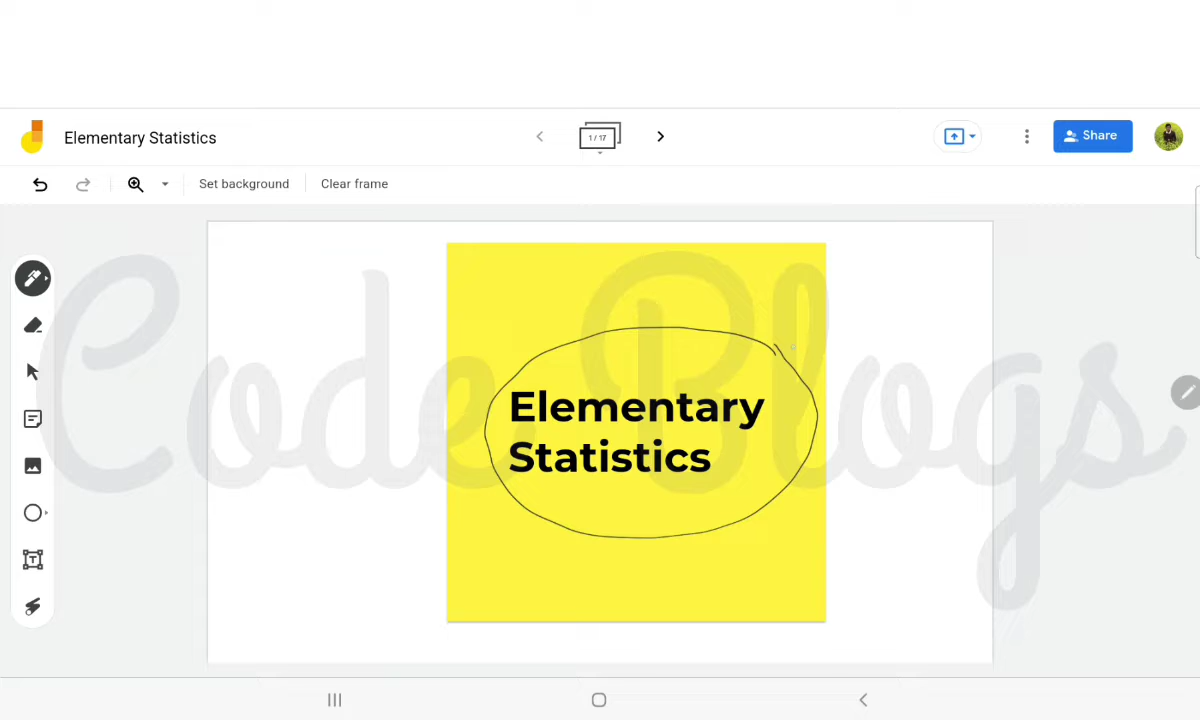 Elementary Statistics
1 / 17
Share
Set background
Clear frame
Elementary
Statistics
Code Blogs